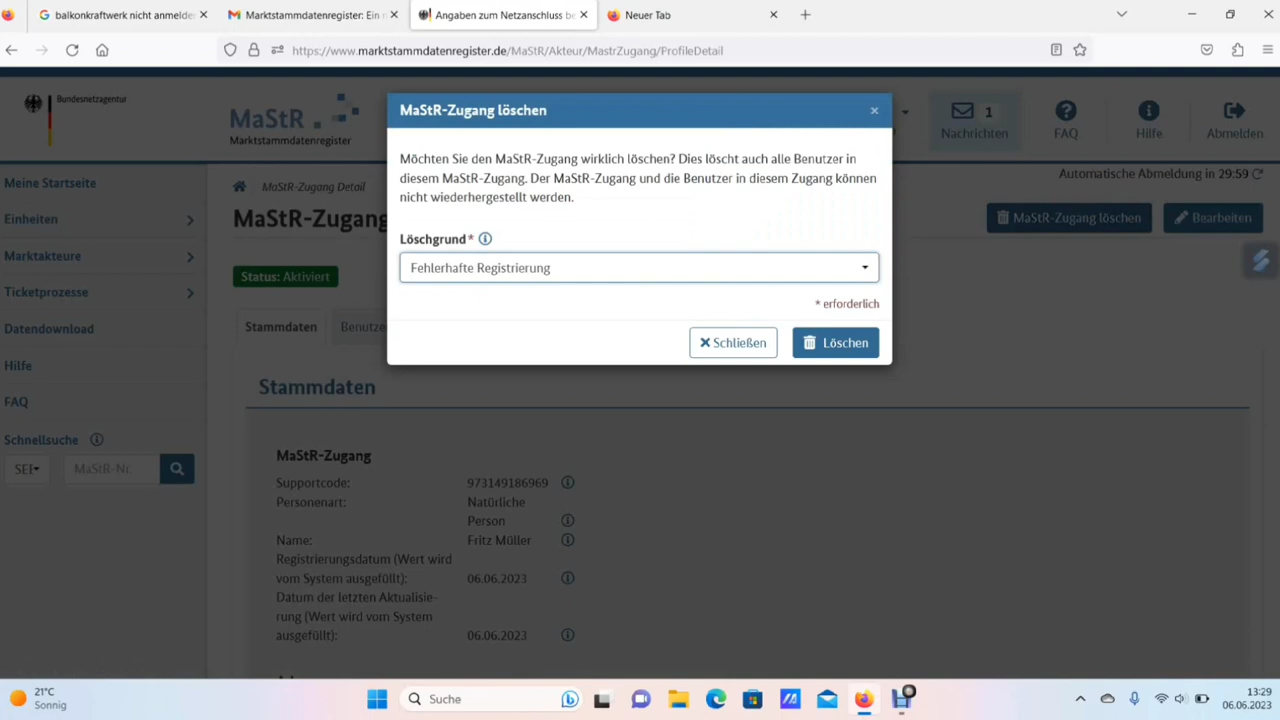 balkonkraftwerk nicht anmelde
Marktstammdatenregister: Ein
Angaben zum Netzanschluss be
Neuer Tab
https://www.marktstammdatenregister.de/MaStR/Akteur/MastrZugang/ProfileDetail
Bundesnetzagentur
MaStR
Marktstammdatenregister
Nachrichten 1
FAQ
Hilfe
Abmelden
Automatische Abmeldung in 29:59
Meine Startseite
Einheiten
Marktakteure
Ticketprozesse
Datendownload
Hilfe
FAQ
Schnellsuche
SEE
MaStR-Nr.
MaStR-Zugang Detail
MaStR-Zugang
MaStR-Zugang löschen
Bearbeiten
Status: Aktiviert
Stammdaten
Benutze
MaStR-Zugang löschen
Möchten Sie den MaStR-Zugang wirklich löschen? Dies löscht auch alle Benutzer in
diesem MaStR-Zugang. Der MaStR-Zugang und die Benutzer in diesem Zugang können
nicht wiederhergestellt werden.
Löschgrund *
Fehlerhafte Registrierung
* erforderlich
Schließen
Löschen
Stammdaten
MaStR-Zugang
Supportcode: 973149186969
Personenart: Natürliche
Person
Name: Fritz Müller
Registrierungsdatum (Wert wird
vom System ausgefüllt): 06.06.2023
Datum der letzten Aktualisie-
rung (Wert wird vom System
ausgefüllt): 06.06.2023
21°C
Sonnig
Suche
13:29
06.06.2023